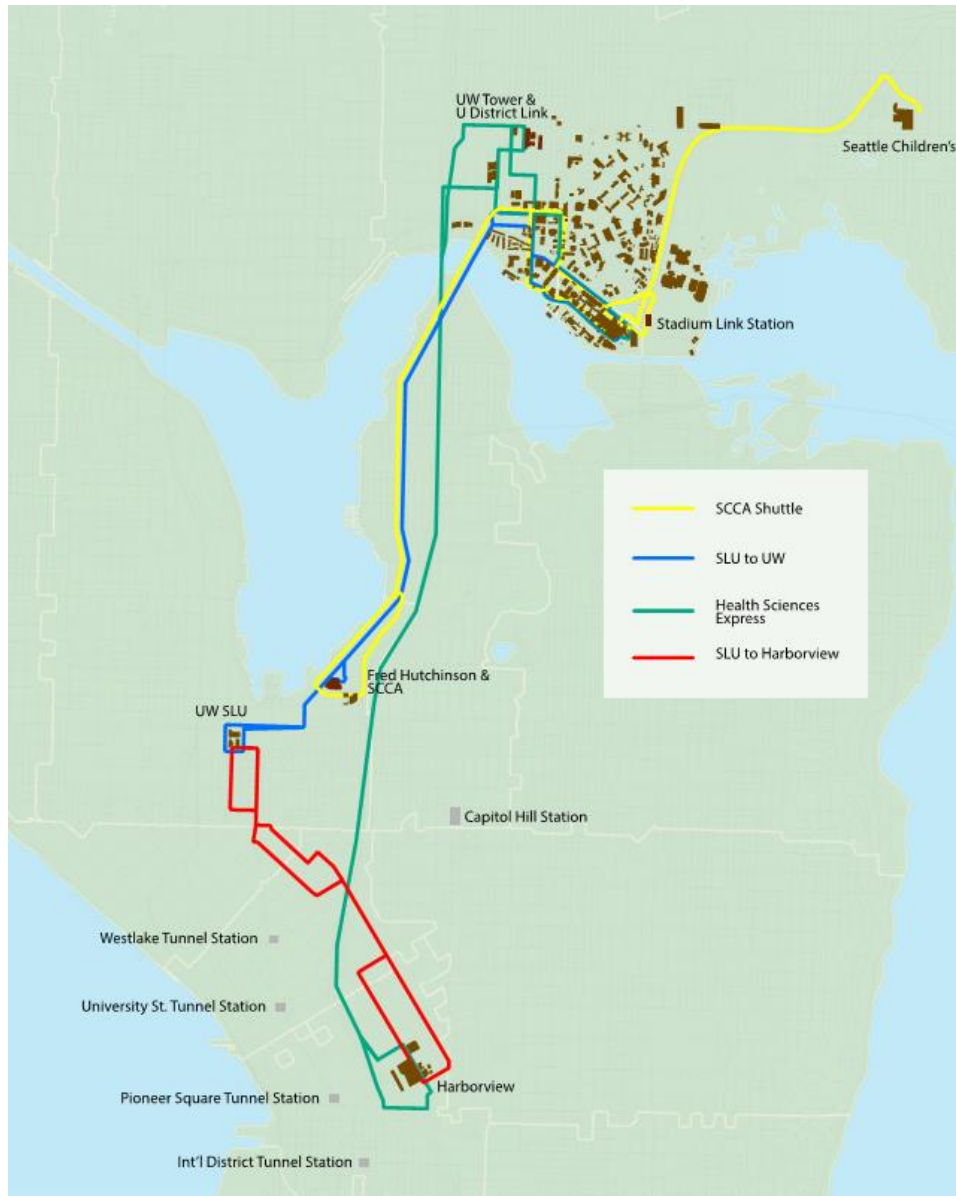 UW Tower &
U District Link
Seattle Children's
Stadium Link Station
SCCA Shuttle
SLU to UW
Health Sciences
Express
SLU to Harborview
Fred Hutchinson &
SCCA
UW SLU
Capitol Hill Station
Westlake Tunnel Station
University St. Tunnel Station
Harborview
Pioneer Square Tunnel Station
Int'l District Tunnel Station